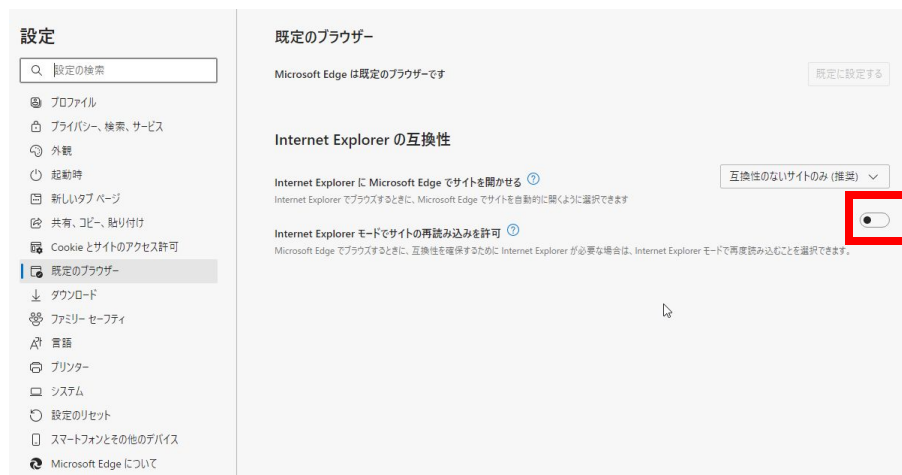 設定
設定の検索
プロファイル
プライバシー、検索、サービス
外観
起動時
新しいタブ ページ
共有、コピー、貼り付け
Cookie とサイトのアクセス許可
既定のブラウザー
ダウンロード
ファミリー セーフティ
言語
プリンター
システム
設定のリセット
スマートフォンとその他のデバイス
Microsoft Edge について
既定のブラウザー
Microsoft Edge は既定のブラウザーです
既定に設定する
Internet Explorer の互換性
Internet Explorer に Microsoft Edge でサイトを開かせる
互換性のないサイトのみ (推奨)
Internet Explorer でブラウズするときに、Microsoft Edge でサイトを自動的に開くように選択できます
Internet Explorer モードでサイトの再読み込みを許可
Microsoft Edge でブラウズするときに、互換性を確保するために Internet Explorer が必要な場合は、Internet Explorer モードで再度読み込むことを選択できます。